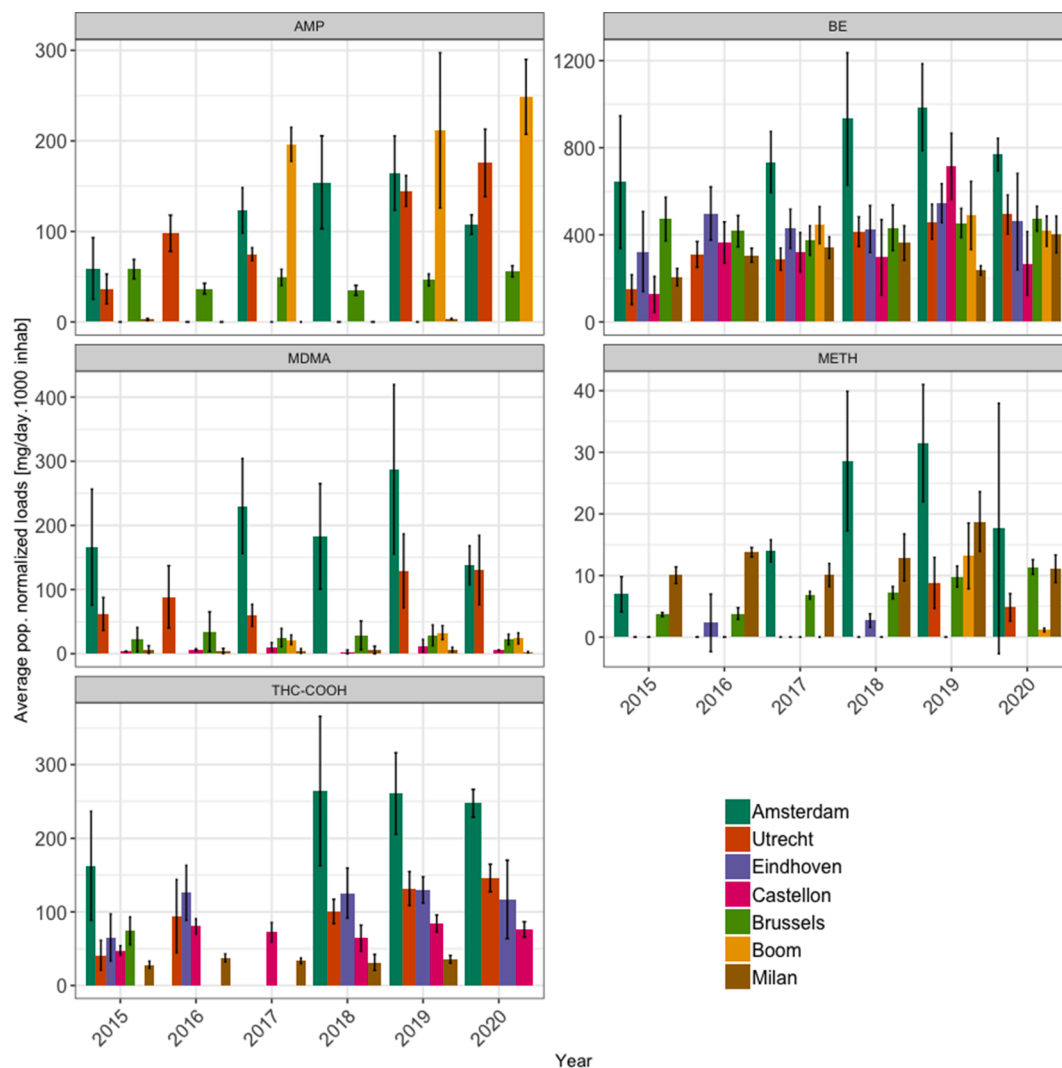 AMP
BE
300
200
100
0
1200
800
400
0
MDMA
METH
400
300
200
100
0
40
30
20
10
0
2015
2016
2017
2018
2019
2020
THC-COOH
300
200
100
0
2015
2016
2017
2018
2019
2020
Average pop. normalized loads [mg/day.1000 inhab]
Year
Amsterdam
Utrecht
Eindhoven
Castellon
Brussels
Boom
Milan